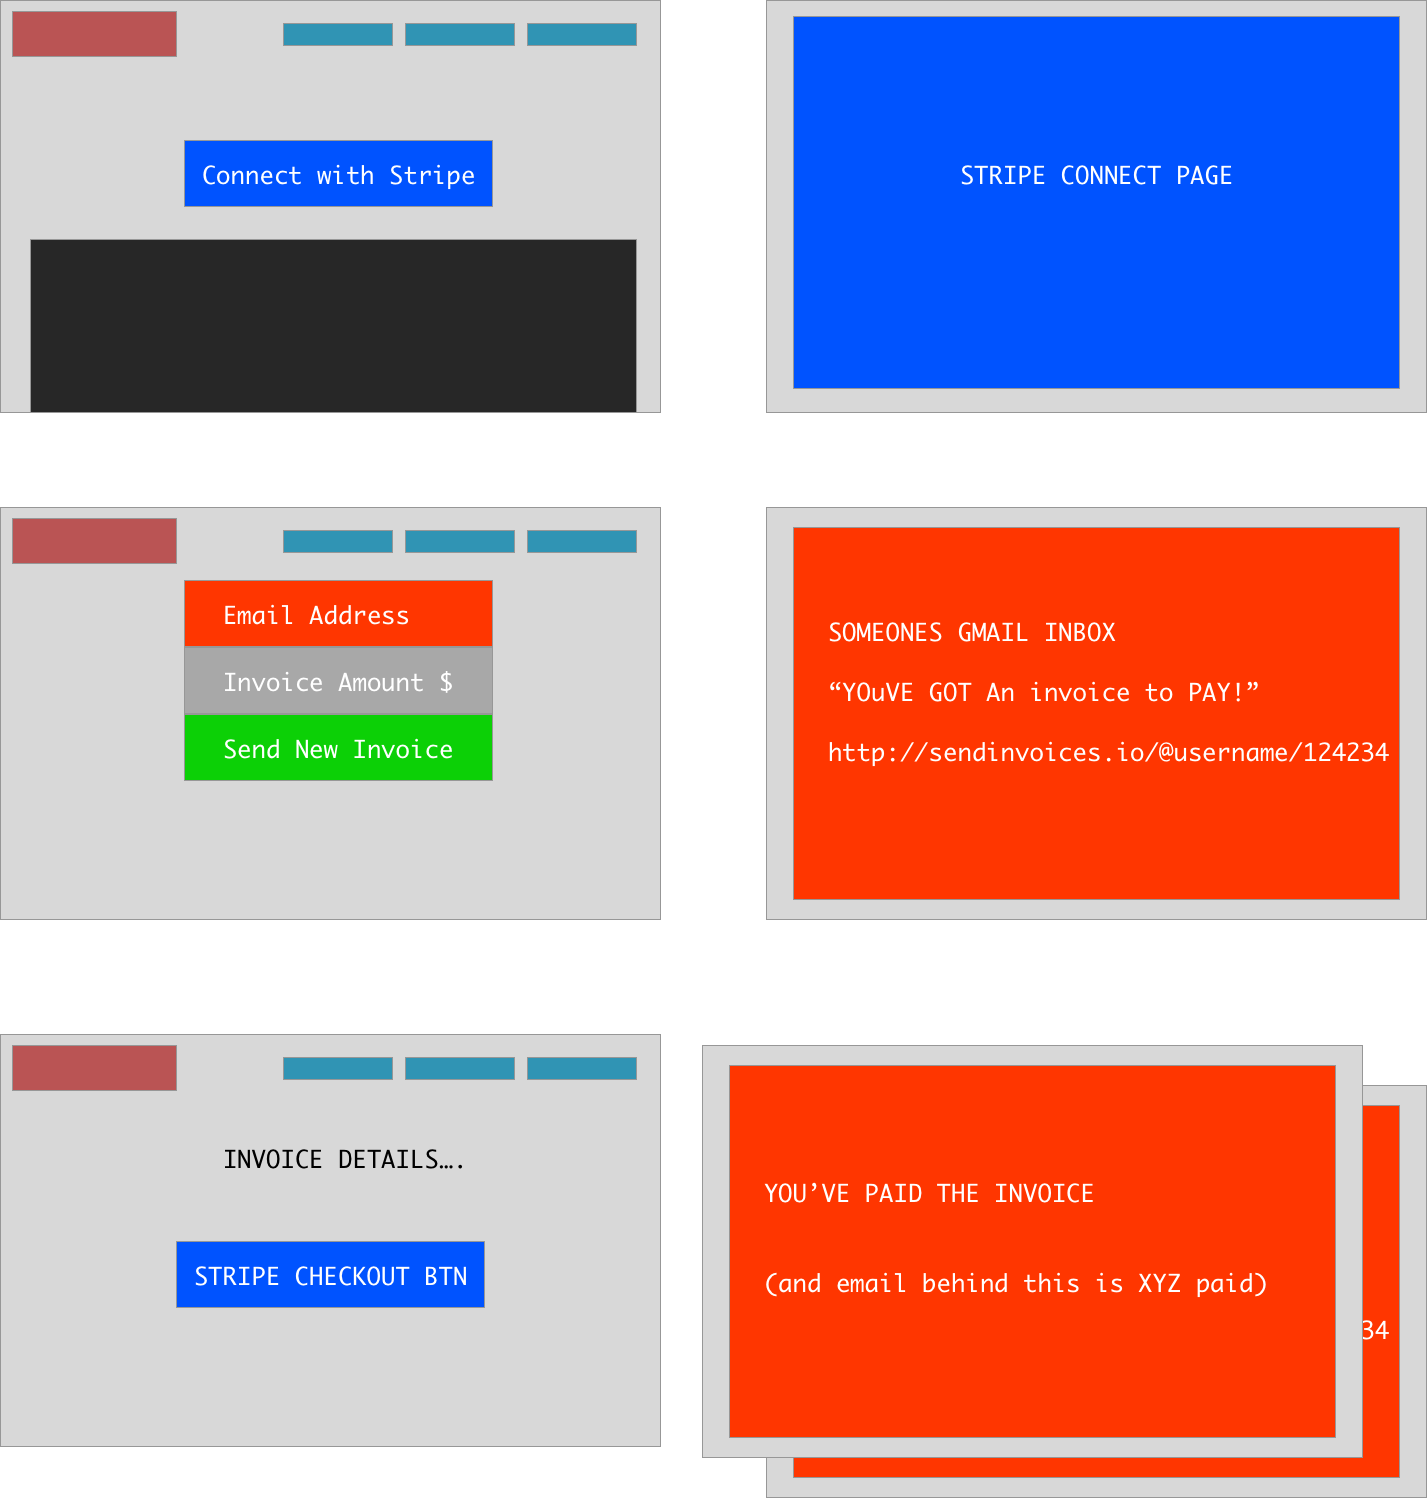 Connect with Stripe
STRIPE CONNECT PAGE
Email Address
Invoice Amount $
Send New Invoice
SOMEONES GMAIL INBOX
“YOuVE GOT An invoice to PAY!”
http://sendinvoices.io/@username/124234
INVOICE DETAILS….
STRIPE CHECKOUT BTN
YOU’VE PAID THE INVOICE
(and email behind this is XYZ paid)
34